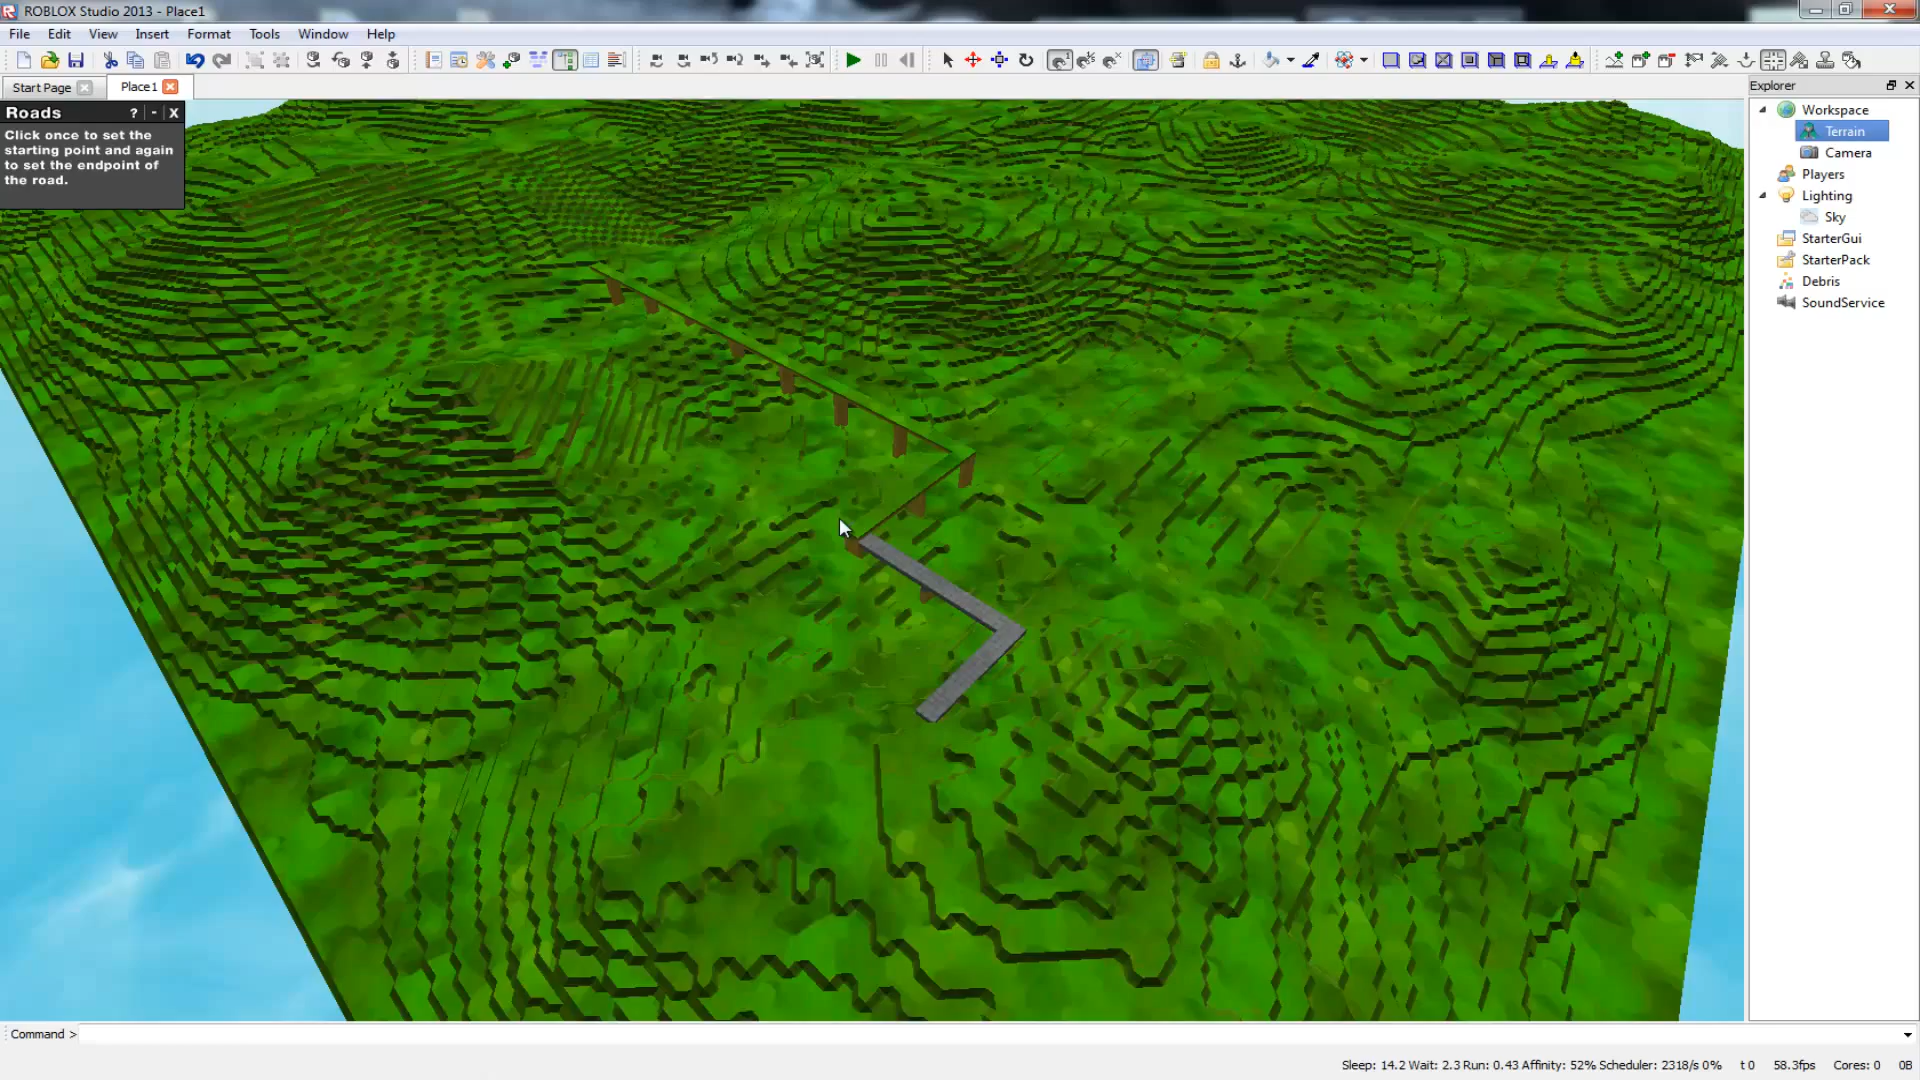 ROBLOX Studio 2013 - Place1
File Edit View Insert Format Tools Window Help
Start Page Place1
Roads ? - X
Click once to set the
starting point and again
to set the endpoint of
the road.
Explorer
Workspace
Terrain
Camera
Players
Lighting
Sky
StarterGui
StarterPack
Debris
SoundService
Command >
Sleep: 14.2 Wait: 2.3 Run: 0.43 Affinity: 52% Scheduler: 2318/s 0% t 0 58.3fps Cores: 0 0B